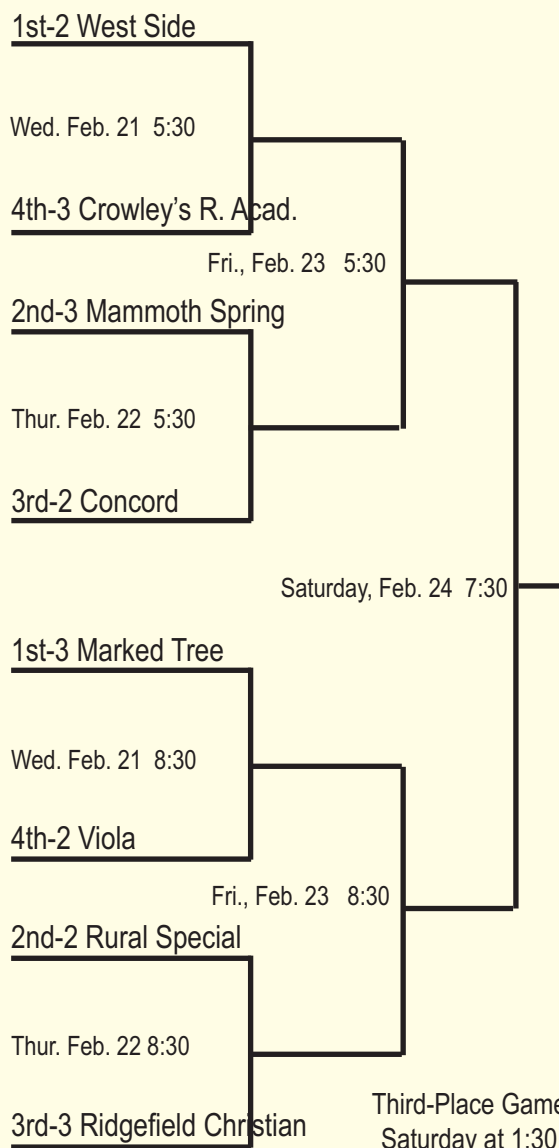 1st-2 West Side
Wed. Feb. 21 5:30
4th-3 Crowley's R. Acad.
Fri., Feb. 23 5:30
2nd-3 Mammoth Spring
Thur. Feb. 22 5:30
3rd-2 Concord
Saturday, Feb. 24 7:30
1st-3 Marked Tree
Wed. Feb. 21 8:30
4th-2 Viola
Fri., Feb. 23 8:30
2nd-2 Rural Special
Thur. Feb. 22 8:30
3rd-3 Ridgefield Christian
Third-Place Game
Saturday at 1:30